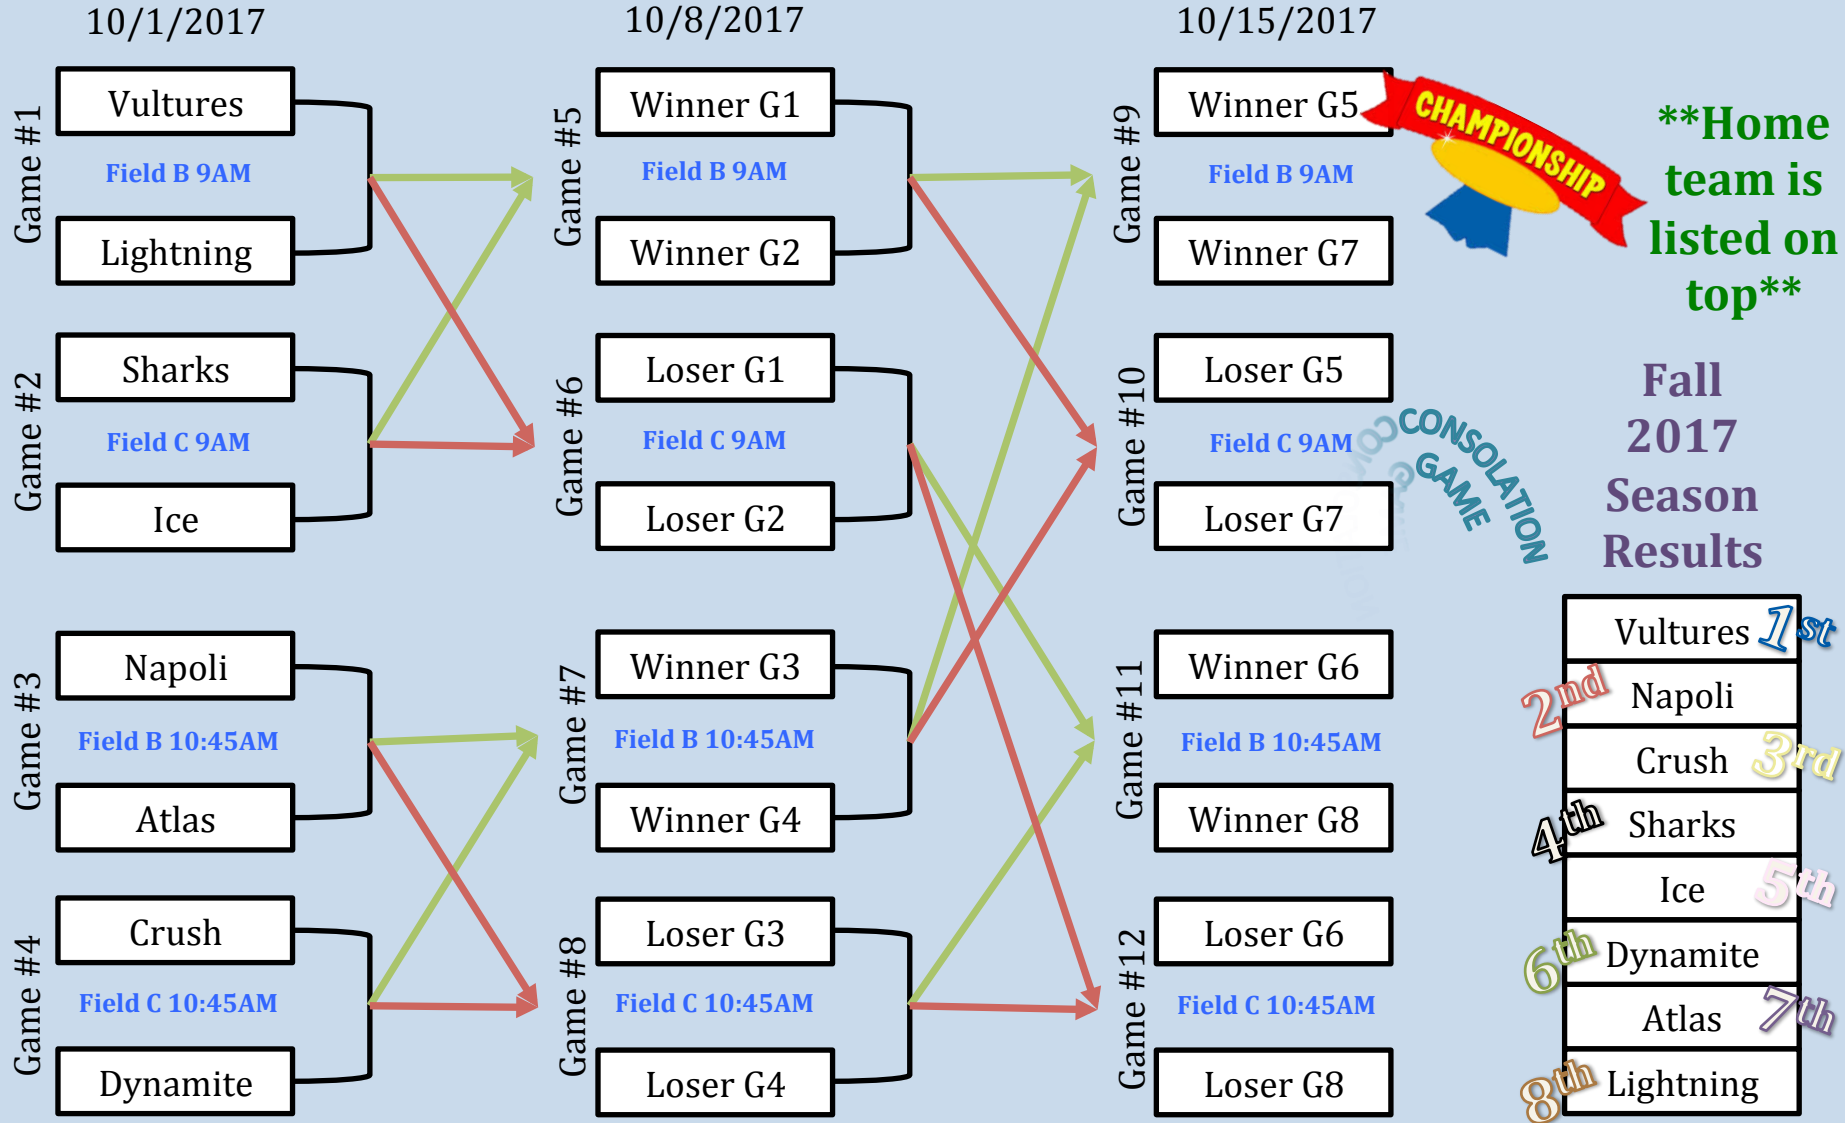 10/1/2017
Game #1
Vultures
Field B 9AM
Lightning
Game #2
Sharks
Field C 9AM
Ice
Game #3
Napoli
Field B 10:45AM
Atlas
Game #4
Crush
Field C 10:45AM
Dynamite
10/8/2017
Game #5
Winner G1
Field B 9AM
Winner G2
Game #6
Loser G1
Field C 9AM
Loser G2
Game #7
Winner G3
Field B 10:45AM
Winner G4
Game #8
Loser G3
Field C 10:45AM
Loser G4
10/15/2017
Game #9
Winner G5
Field B 9AM
Winner G7
CHAMPIONSHIP
Game #10
Loser G5
Field C 9AM
Loser G7
CONSOLATION
GAME
Game #11
Winner G6
Field B 10:45AM
Winner G8
Game #12
Loser G6
Field C 10:45AM
Loser G8
**Home
team is
listed on
top**
Fall
2017
Season
Results
Vultures 1st
2nd Napoli
Crush 3rd
4th Sharks
Ice 5th
6th Dynamite
Atlas 7th
8th Lightning